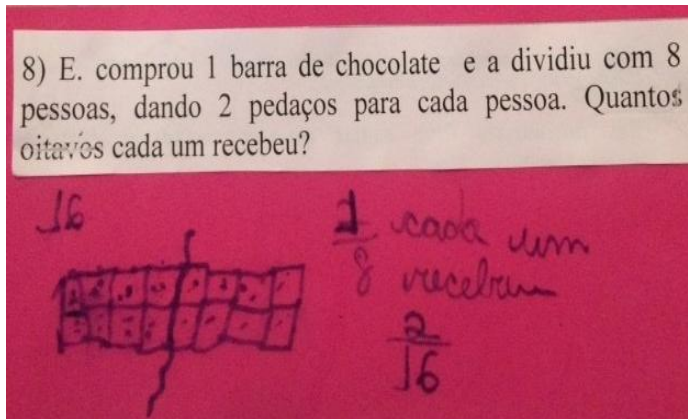 8) E. comprou 1 barra de chocolate e a dividiu com 8
pessoas, dando 2 pedaços para cada pessoa. Quantos
oitavos cada um recebeu?
16
1
8
cada um
2
16